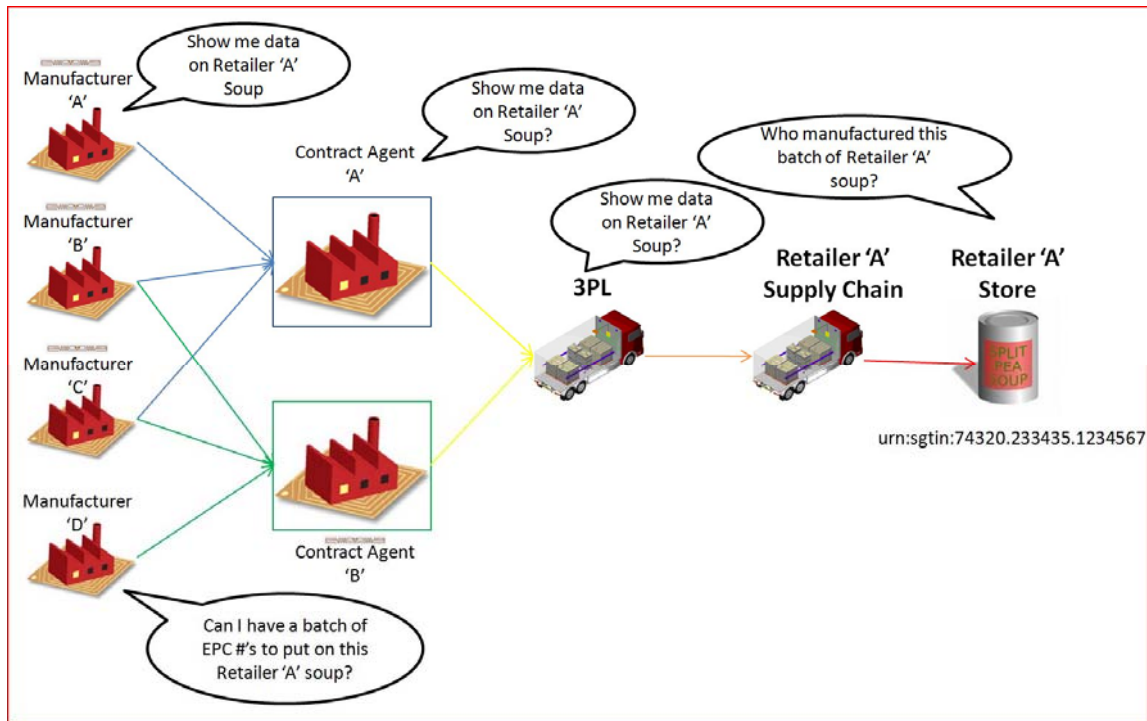 Show me data
on Retailer ‘A’
Soup
Manufacturer
‘A’
Show me data
on Retailer ‘A’
Soup?
Contract Agent
‘A’
Who manufactured this
batch of Retailer ‘A’
soup?
Manufacturer
‘B’
Show me data
on Retailer ‘A’
Soup?
3PL
Retailer ‘A’
Supply Chain
Retailer ‘A’
Store
SPLIT
PEA
SOUP
Manufacturer
‘C’
urn:sgtin:74320.233435.1234567
Manufacturer
‘D’
Contract Agent
‘B’
Can I have a batch of
EPC #’s to put on this
Retailer ‘A’ soup?